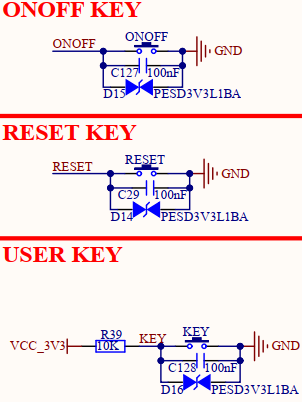 ONOFF KEY
ONOFF
ONOFF
GND
C127 100nF
D15 PESD3V3L1BA
RESET KEY
RESET
RESET
GND
C29 100nF
D14 PESD3V3L1BA
USER KEY
R39
KEY
KEY
VCC_3V3 10K GND
C128 100nF
D16 PESD3V3L1BA